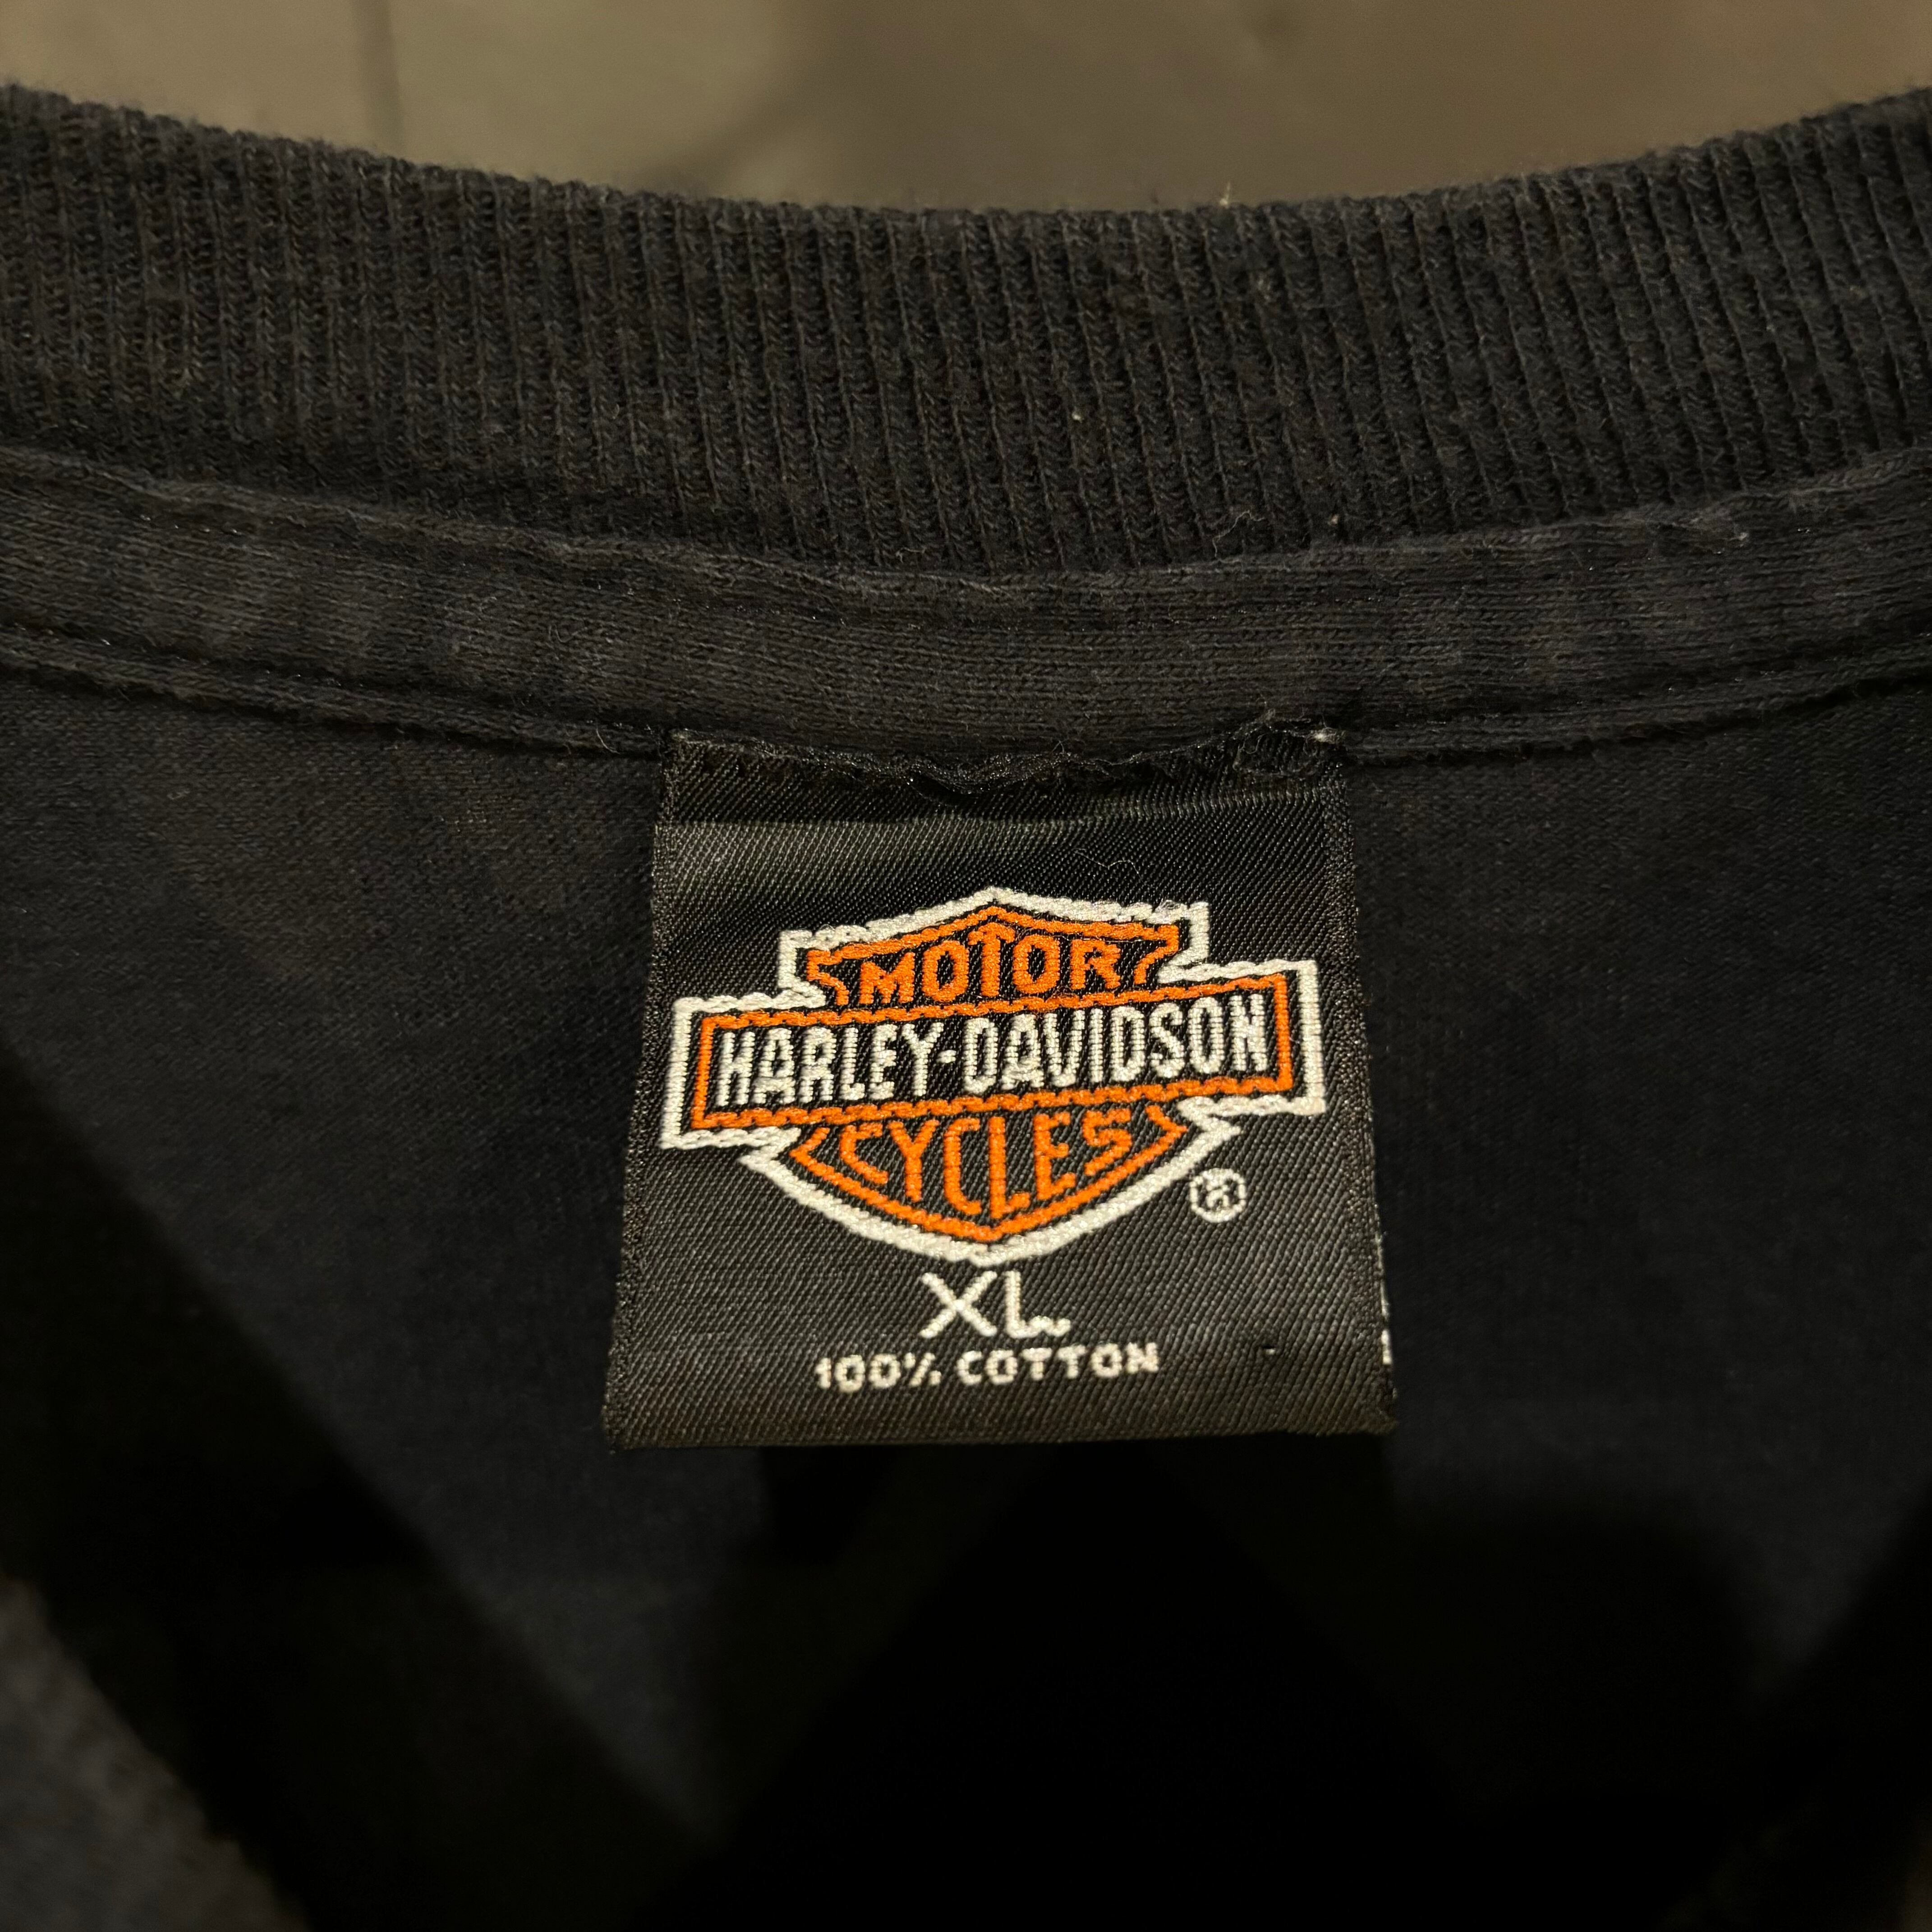 MOTOR
HARLEY-DAVIDSON
CYCLES
®
XL
100% COTTON